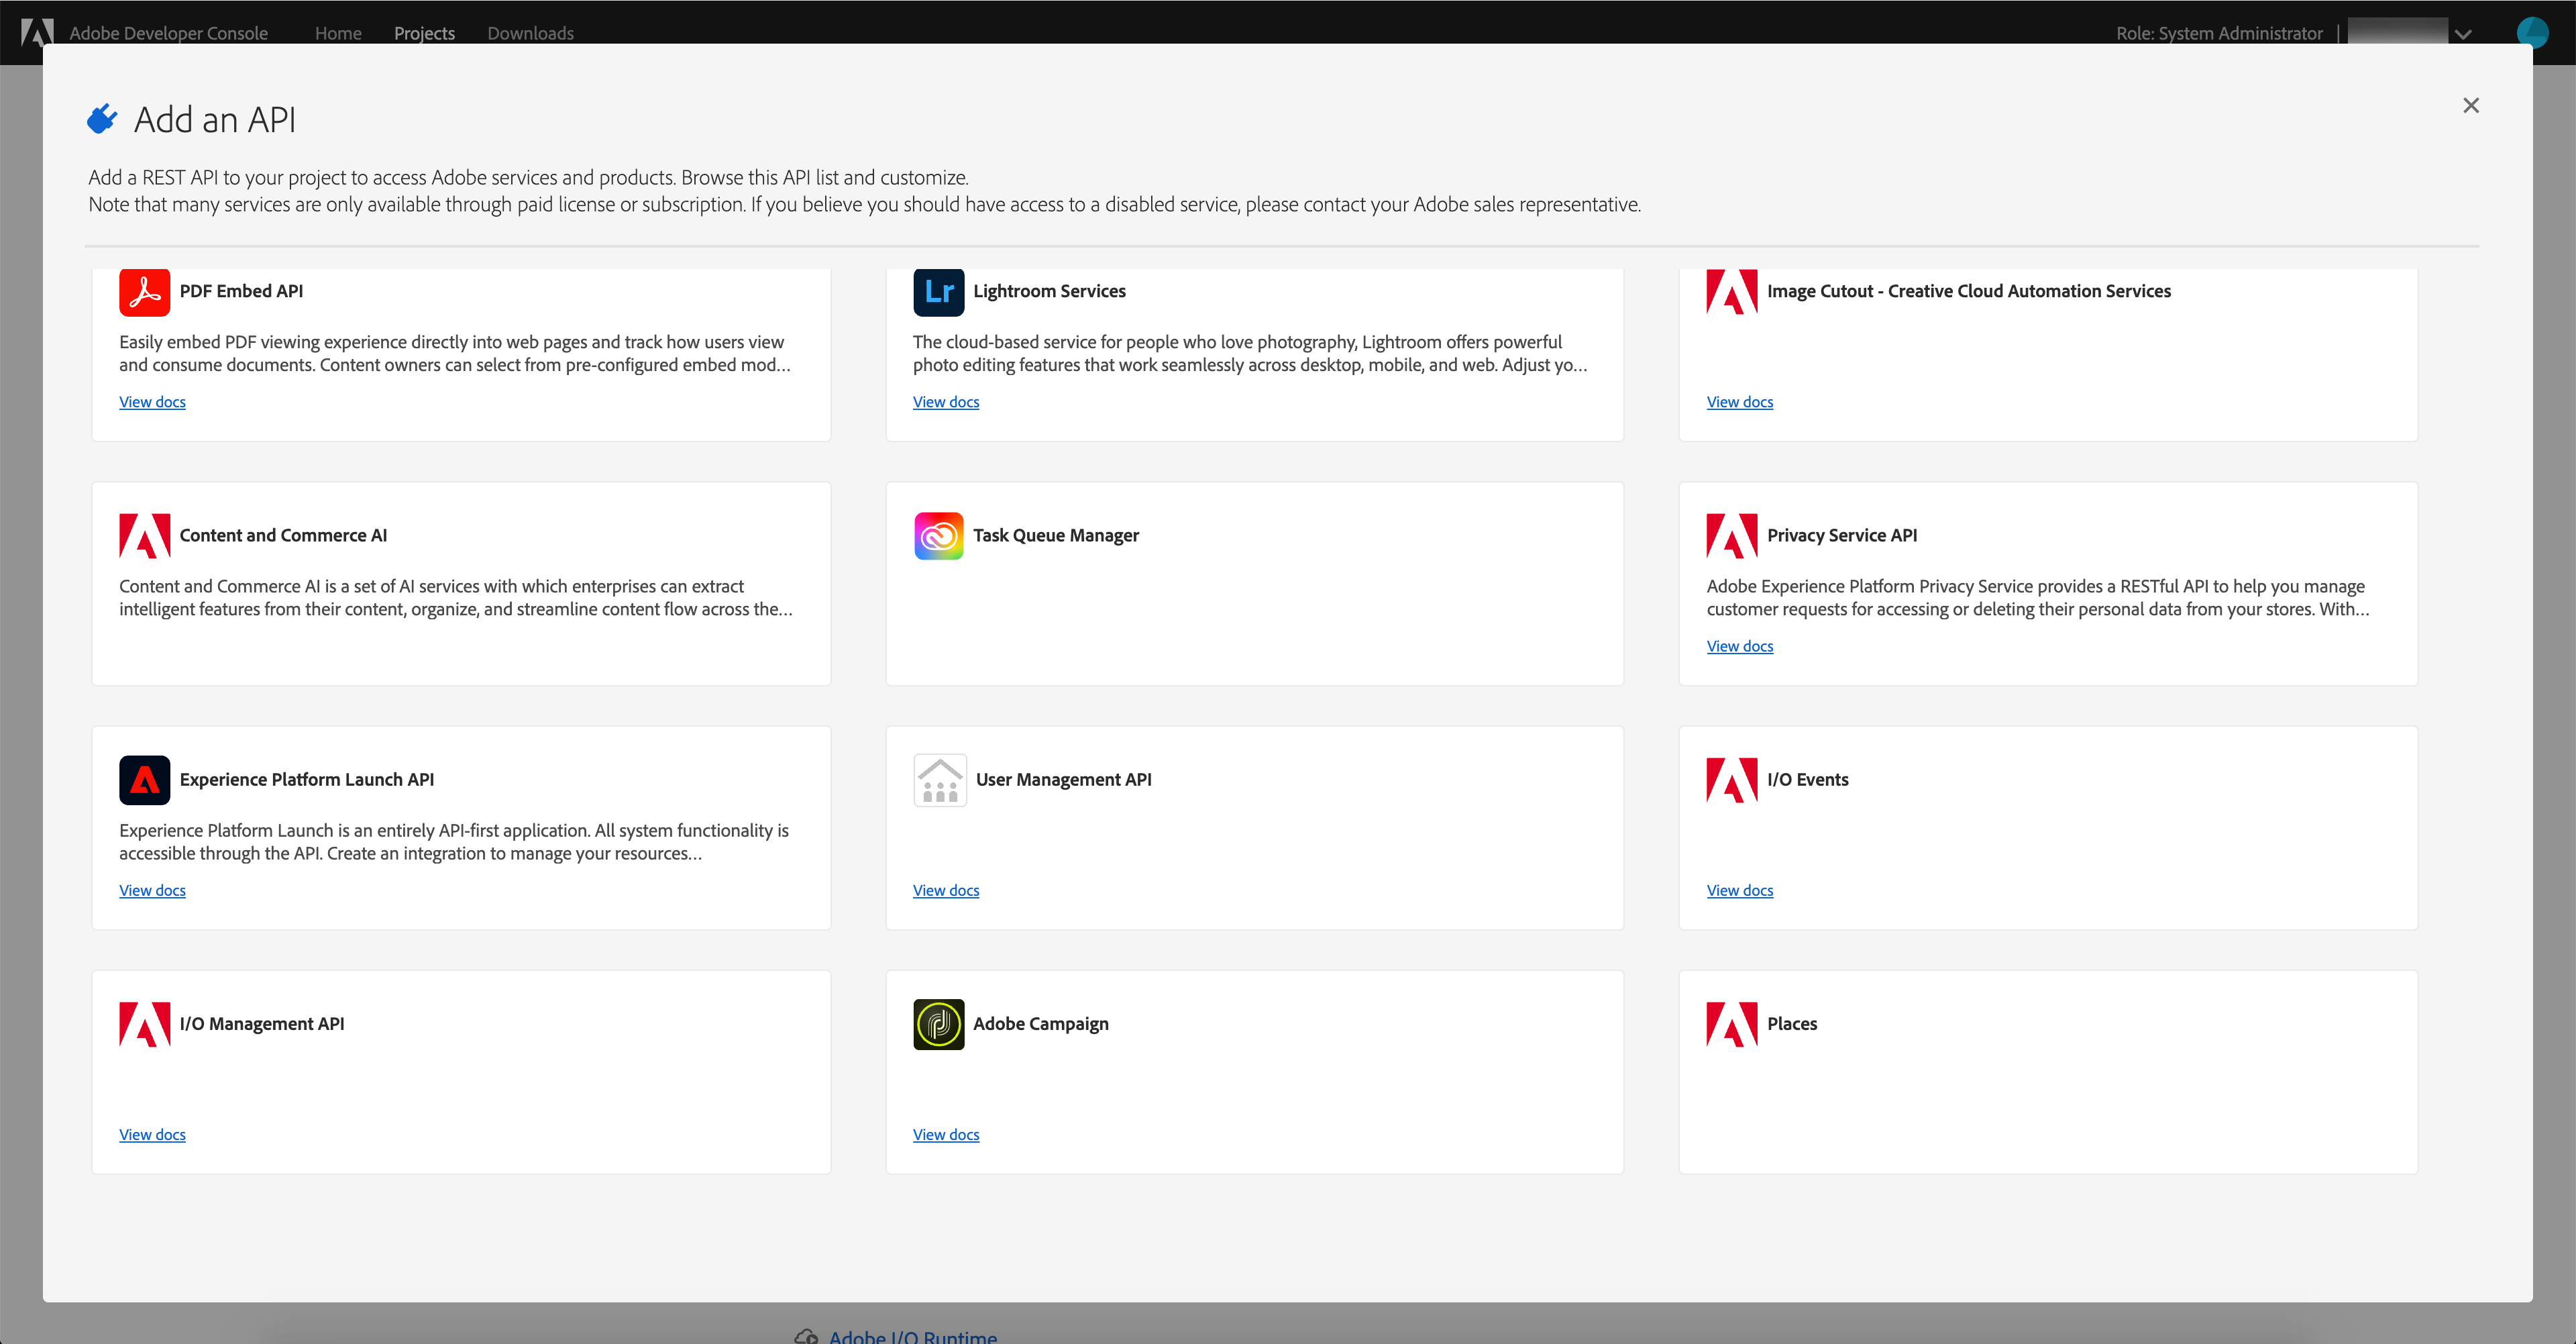 Adobe Developer Console Home Projects Downloads Role: System Administrator |
Add an API
Add a REST API to your project to access Adobe services and products. Browse this API list and customize.
Note that many services are only available through paid license or subscription. If you believe you should have access to a disabled service, please contact your Adobe sales representative.
PDF Embed API
Easily embed PDF viewing experience directly into web pages and track how users view
and consume documents. Content owners can select from pre-configured embed mod...
View docs
Lr Lightroom Services
The cloud-based service for people who love photography, Lightroom offers powerful
photo editing features that work seamlessly across desktop, mobile, and web. Adjust yo...
View docs
Image Cutout - Creative Cloud Automation Services
View docs
Content and Commerce AI
Content and Commerce AI is a set of AI services with which enterprises can extract
intelligent features from their content, organize, and streamline content flow across the...
Task Queue Manager
Privacy Service API
Adobe Experience Platform Privacy Service provides a RESTful API to help you manage
customer requests for accessing or deleting their personal data from your stores. With...
View docs
Experience Platform Launch API
Experience Platform Launch is an entirely API-first application. All system functionality is
accessible through the API. Create an integration to manage your resources...
View docs
User Management API
View docs
I/O Events
View docs
I/O Management API
View docs
Adobe Campaign
View docs
Places
Adobe I/O Runtime